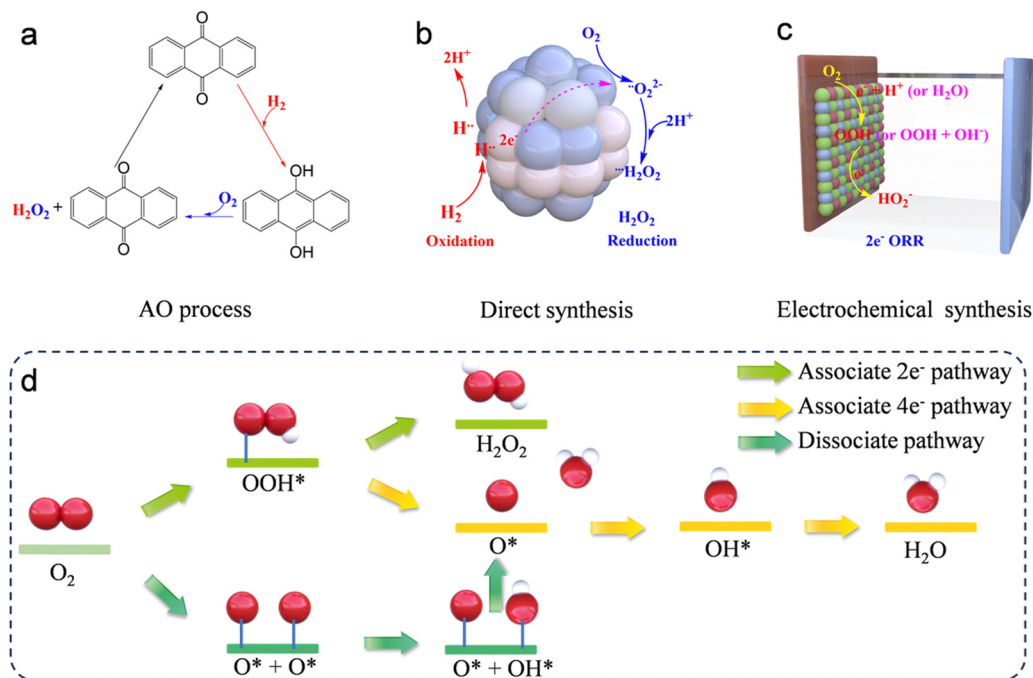 a
O
O
H₂
OH
OH
O₂
O
O
H₂O₂ +
AO process
b
2H⁺
H··
H··
2e⁻
H₂
Oxidation
O₂
··O₂²⁻
2H⁺
···H₂O₂
H₂O₂
Reduction
Direct synthesis
c
O₂
e⁻ + H⁺ (or H₂O)
OOH (or OOH + OH⁻)
e⁻
HO₂⁻
2e⁻ ORR
Electrochemical synthesis
d
Associate 2e⁻ pathway
Associate 4e⁻ pathway
Dissociate pathway
O₂
OOH*
H₂O₂
O*
OH*
H₂O
O* + O*
O* + OH*